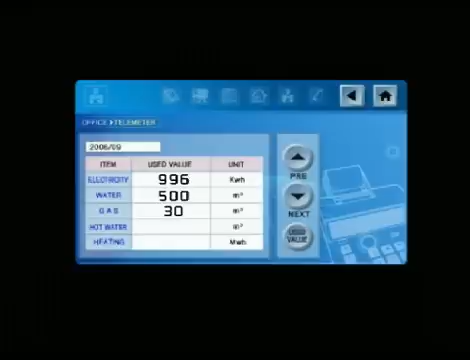 OFFICE ▶TELEMETER
2006/09
ITEM USED VALUE UNIT
ELECTRICITY 996 Kwh
WATER 500 m³
GAS 30 m³
HOT WATER m³
HEATING Mwh
PRE
NEXT
USED VALUE